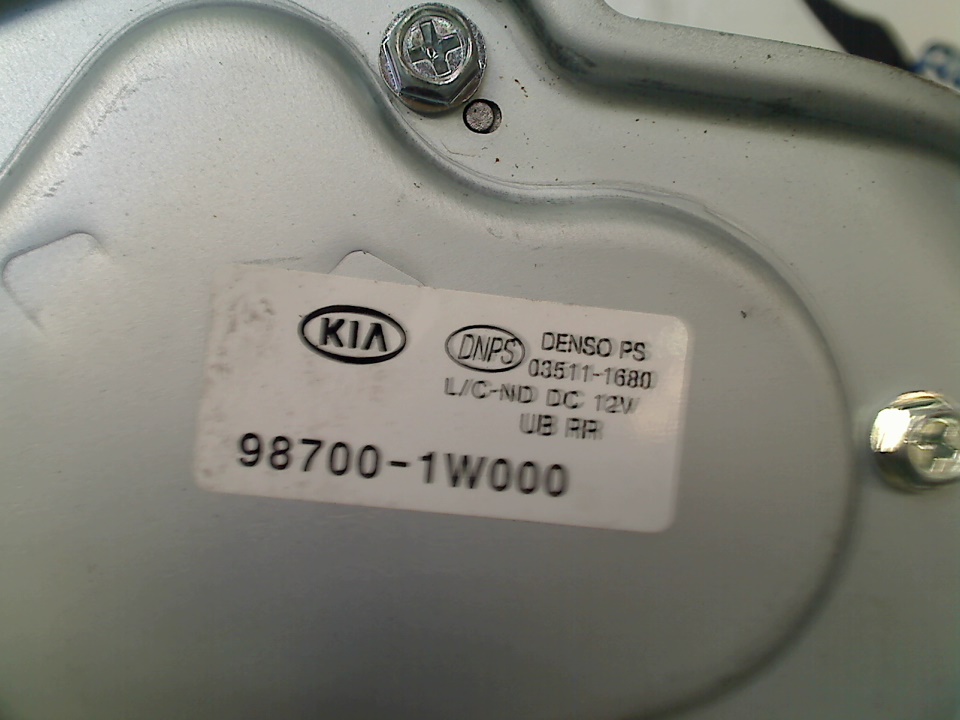 KIA
DNPS
DENSO PS
03511-1680
L/C-ND DC 12V
UB RR
98700-1W000